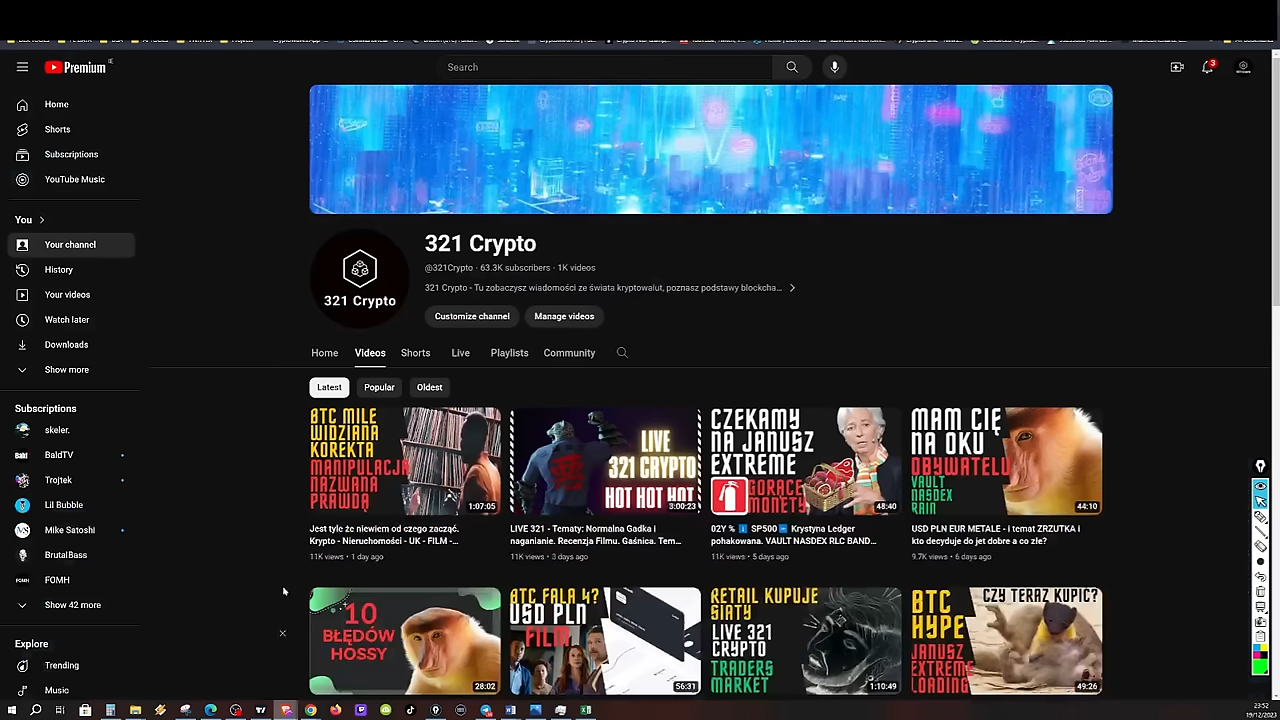 Premium
Search
3
Home
Shorts
Subscriptions
YouTube Music
You
Your channel
History
Your videos
Watch later
Downloads
Show more
Subscriptions
skeler.
BaldTV
Trojtek
Lil Bubble
Mike Satoshi
BrutalBass
FOMH
Show 42 more
Explore
Trending
Music
321 Crypto
321 Crypto
@321Crypto · 63.3K subscribers · 1K videos
321 Crypto - Tu zobaczysz wiadomości ze świata kryptowalut, poznasz podstawy blockcha...
Customize channel
Manage videos
Home Videos Shorts Live Playlists Community
Latest Popular Oldest
BTC MILE
WIDZIANA
KOREKTA
MANIPULACJA
NAZWANA
PRAWDĄ
1:07:05
Jest tyle że niewiem od czego zacząć.
Krypto - Nieruchomości - UK - FILM -...
11K views • 1 day ago
LIVE
321 CRYPTO
HOT HOT HOT
3:00:23
LIVE 321 - Tematy: Normalna Gadka i
naganianie. Recenzja Filmu. Gaśnica. Tem...
11K views • 3 days ago
CZEKAMY
NA JANUSZ
EXTREME
GORĄCE
MONETY
48:40
02Y % SP500 Krystyna Ledger
pohakowana. VAULT NASDEX RLC BAND...
11K views • 5 days ago
MAM CIĘ
NA OKU
OBYWATELU
VAULT
NASDEX
RAIN
44:10
USD PLN EUR METALE - i temat ZRZUTKA i
kto decyduje do jet dobre a co złe?
9.7K views • 6 days ago
10
BŁĘDÓW
HOSSY
28:02
BTC FALA 4?
USD PLN
FILM
56:31
RETAIL KUPUJE
SIATY
LIVE 321
CRYPTO
TRADERS
MARKET
1:10:49
CZY TERAZ KUPIC?
BTC
HYPE
JANUSZ
EXTREME
LOADING
49:26
23:52
19/12/2023